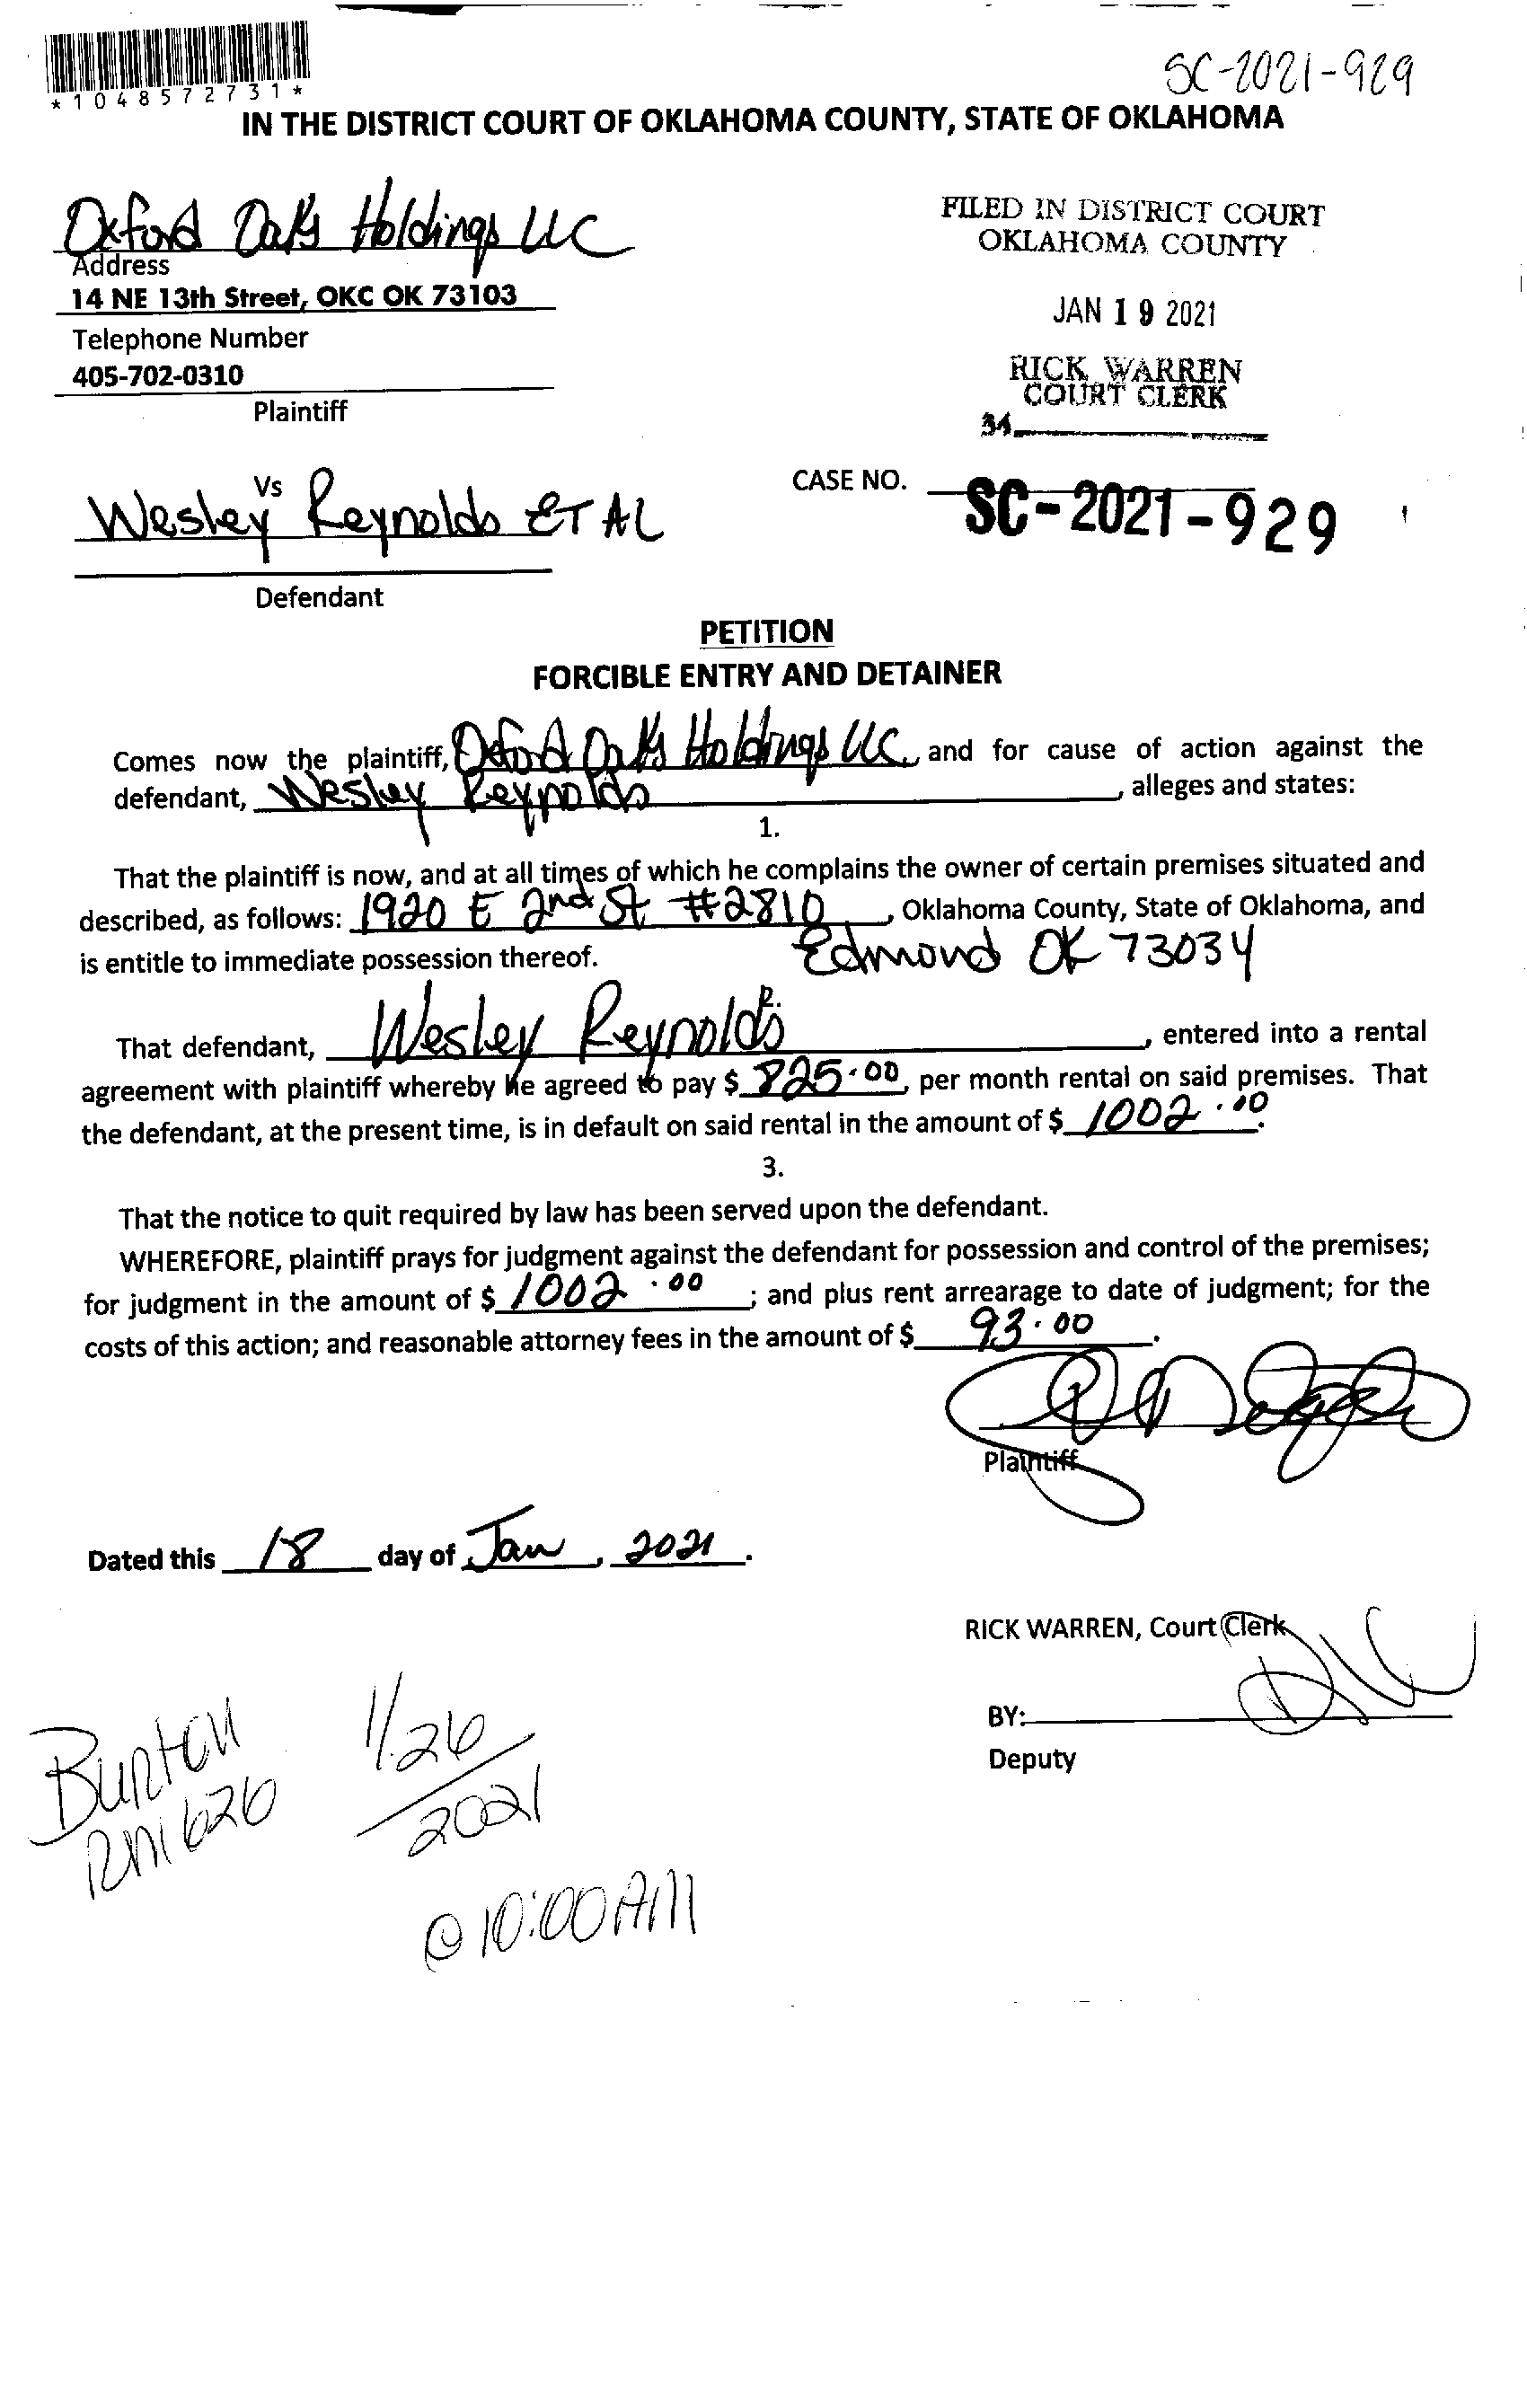 *1048572731*
SC-2021-929
IN THE DISTRICT COURT OF OKLAHOMA COUNTY, STATE OF OKLAHOMA
Oxford Oaks Holdings LLC
Address
14 NE 13th Street, OKC OK 73103
Telephone Number
405-702-0310
Plaintiff
FILED IN DISTRICT COURT
OKLAHOMA COUNTY
JAN 19 2021
RICK WARREN
COURT CLERK
34
Vs
Wesley Reynolds ET AL
Defendant
CASE NO. SC-2021-929
PETITION
FORCIBLE ENTRY AND DETAINER
Comes now the plaintiff, Oxford Oaks Holdings LLC, and for cause of action against the
defendant, Wesley Reynolds, alleges and states:
1.
That the plaintiff is now, and at all times of which he complains the owner of certain premises situated and
described, as follows: 1920 E 2nd St #2810, Oklahoma County, State of Oklahoma, and
is entitle to immediate possession thereof. Edmond OK 73034
2.
That defendant, Wesley Reynolds, entered into a rental
agreement with plaintiff whereby he agreed to pay $ 825.00, per month rental on said premises. That
the defendant, at the present time, is in default on said rental in the amount of $ 1002.00.
3.
That the notice to quit required by law has been served upon the defendant.
WHEREFORE, plaintiff prays for judgment against the defendant for possession and control of the premises;
for judgment in the amount of $ 1002.00; and plus rent arrearage to date of judgment; for the
costs of this action; and reasonable attorney fees in the amount of $ 93.00.
Plaintiff
Dated this 18 day of Jan, 2021.
RICK WARREN, Court Clerk
BY:
Deputy
Burton
RM 626
1/26
2021
@ 10:00 AM